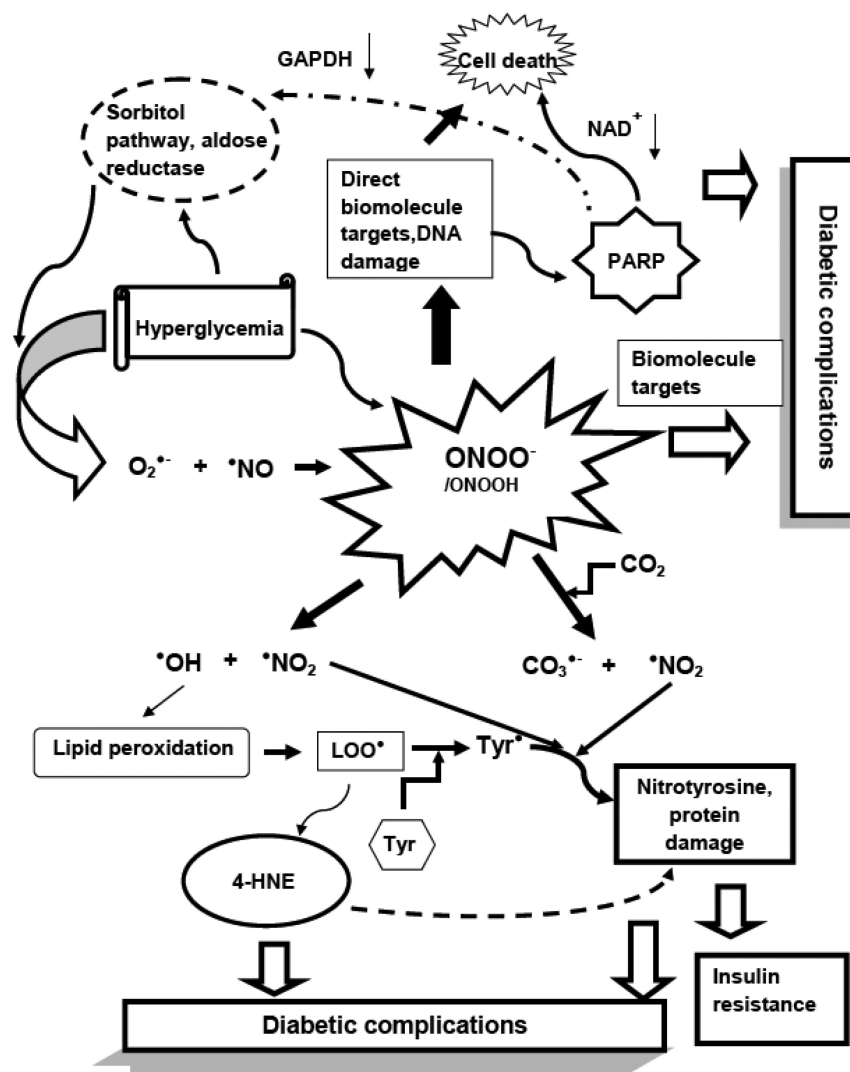 GAPDH
Cell death
NAD⁺
Sorbitol
pathway, aldose
reductase
Direct
biomolecule
targets,DNA
damage
PARP
Diabetic complications
Hyperglycemia
Biomolecule
targets
ONOO⁻
/ONOOH
O₂•⁻ + •NO
CO₂
•OH + •NO₂
CO₃•⁻ + •NO₂
Lipid peroxidation
LOO•
Tyr•
Nitrotyrosine,
protein
damage
Tyr
4-HNE
Insulin
resistance
Diabetic complications